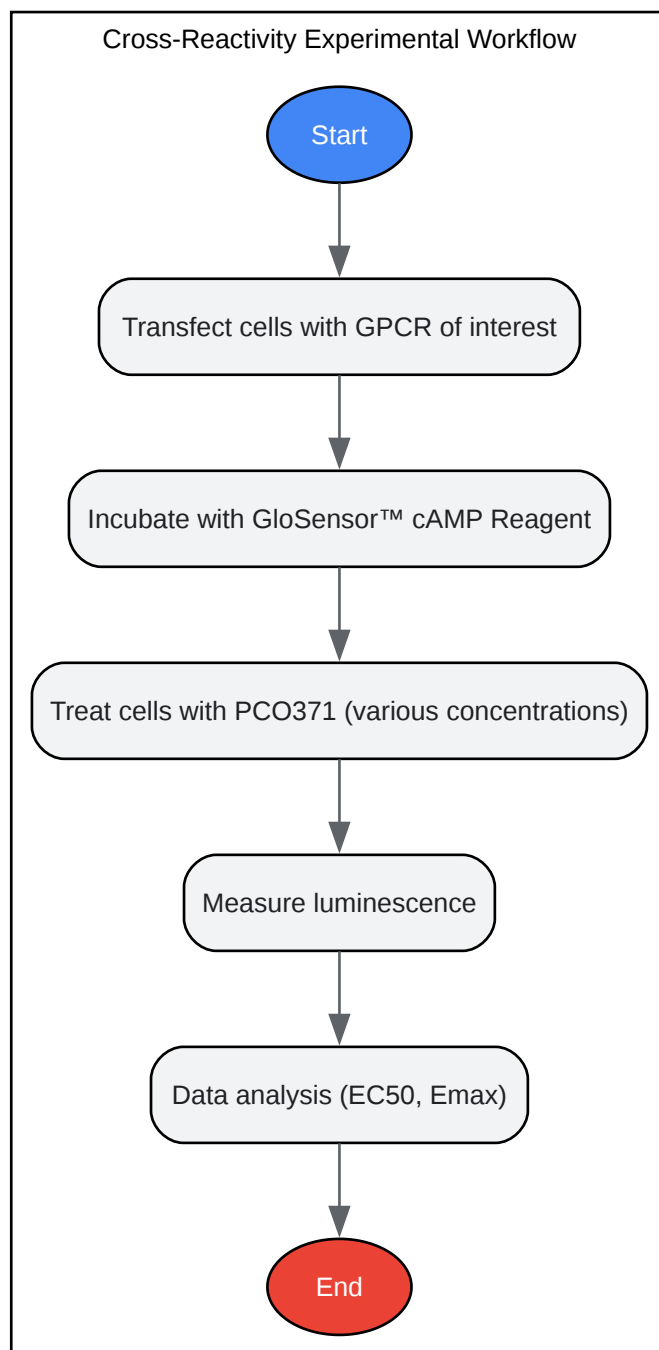 Cross-Reactivity Experimental Workflow
Start
Transfect cells with GPCR of interest
Incubate with GloSensor™ cAMP Reagent
Treat cells with PCO371 (various concentrations)
Measure luminescence
Data analysis (EC50, Emax)
End